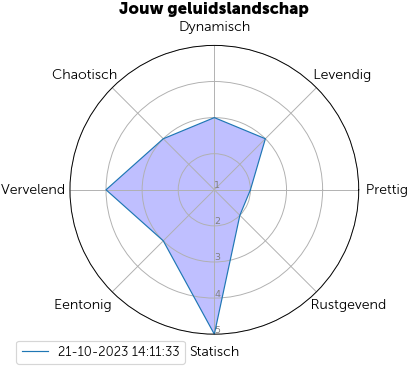 Jouw geluidslandschap
Dynamisch
Chaotisch
Levendig
Vervelend
1
Prettig
2
3
4
5
Eentonig
Rustgevend
21-10-2023 14:11:33
Statisch